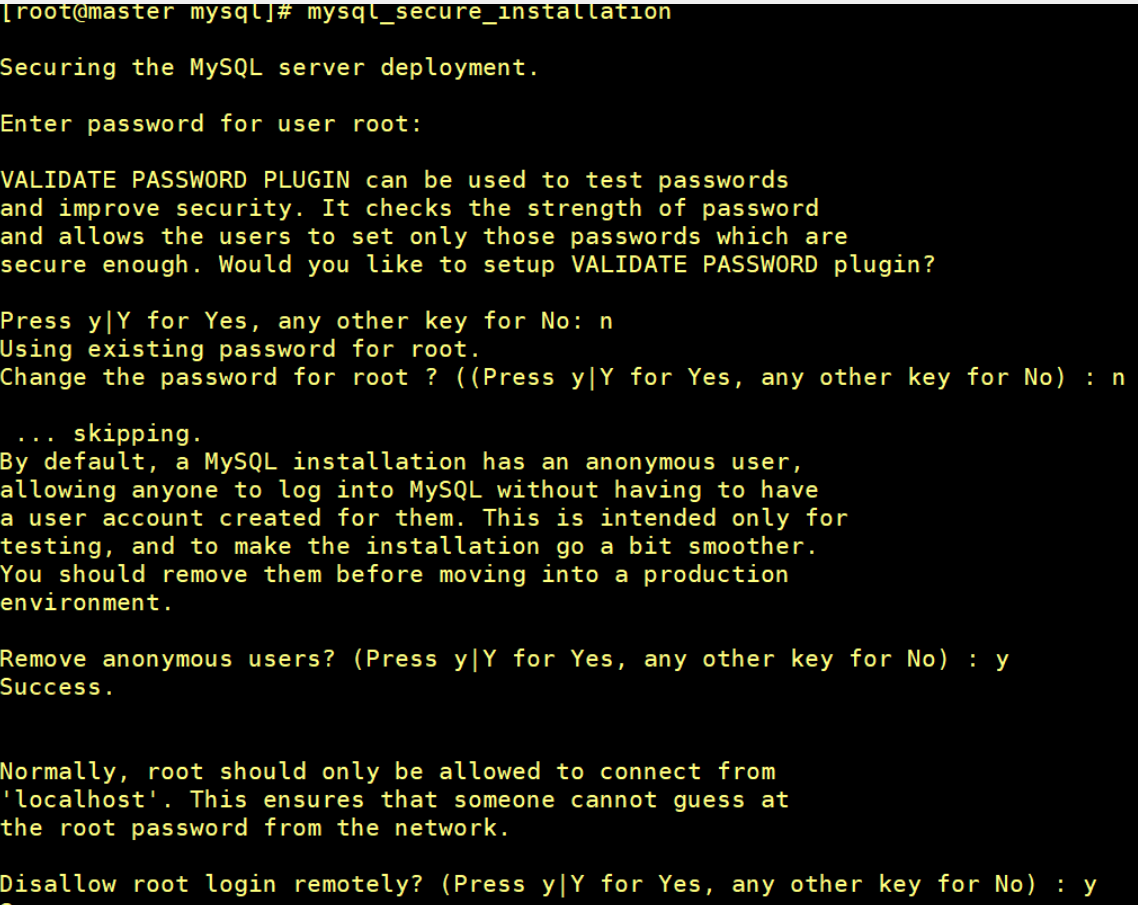 [root@master mysql]# mysql_secure_installation
Securing the MySQL server deployment.
Enter password for user root:
VALIDATE PASSWORD PLUGIN can be used to test passwords
and improve security. It checks the strength of password
and allows the users to set only those passwords which are
secure enough. Would you like to setup VALIDATE PASSWORD plugin?
Press y|Y for Yes, any other key for No: n
Using existing password for root.
Change the password for root ? ((Press y|Y for Yes, any other key for No) : n
... skipping.
By default, a MySQL installation has an anonymous user,
allowing anyone to log into MySQL without having to have
a user account created for them. This is intended only for
testing, and to make the installation go a bit smoother.
You should remove them before moving into a production
environment.
Remove anonymous users? (Press y|Y for Yes, any other key for No) : y
Success.
Normally, root should only be allowed to connect from
'localhost'. This ensures that someone cannot guess at
the root password from the network.
Disallow root login remotely? (Press y|Y for Yes, any other key for No) : y